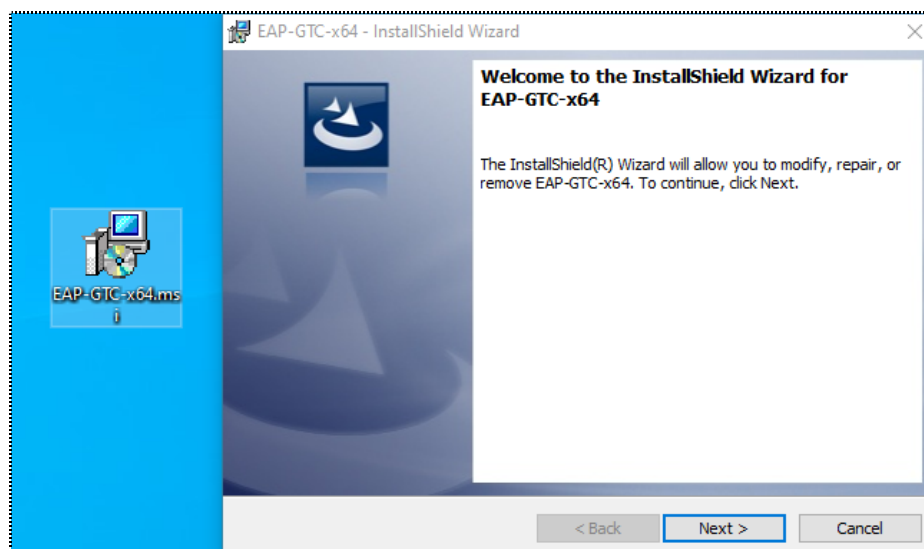 EAP-GTC-x64 - InstallShield Wizard
Welcome to the InstallShield Wizard for
EAP-GTC-x64
The InstallShield(R) Wizard will allow you to modify, repair, or
remove EAP-GTC-x64. To continue, click Next.
EAP-GTC-x64.ms
i
< Back Next > Cancel